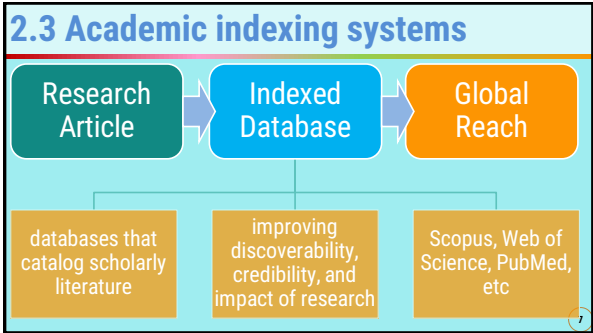 2.3 Academic indexing systems
Research
Article
Indexed
Database
Global
Reach
databases that
catalog scholarly
literature
improving
discoverability,
credibility, and
impact of research
Scopus, Web of
Science, PubMed,
etc
7